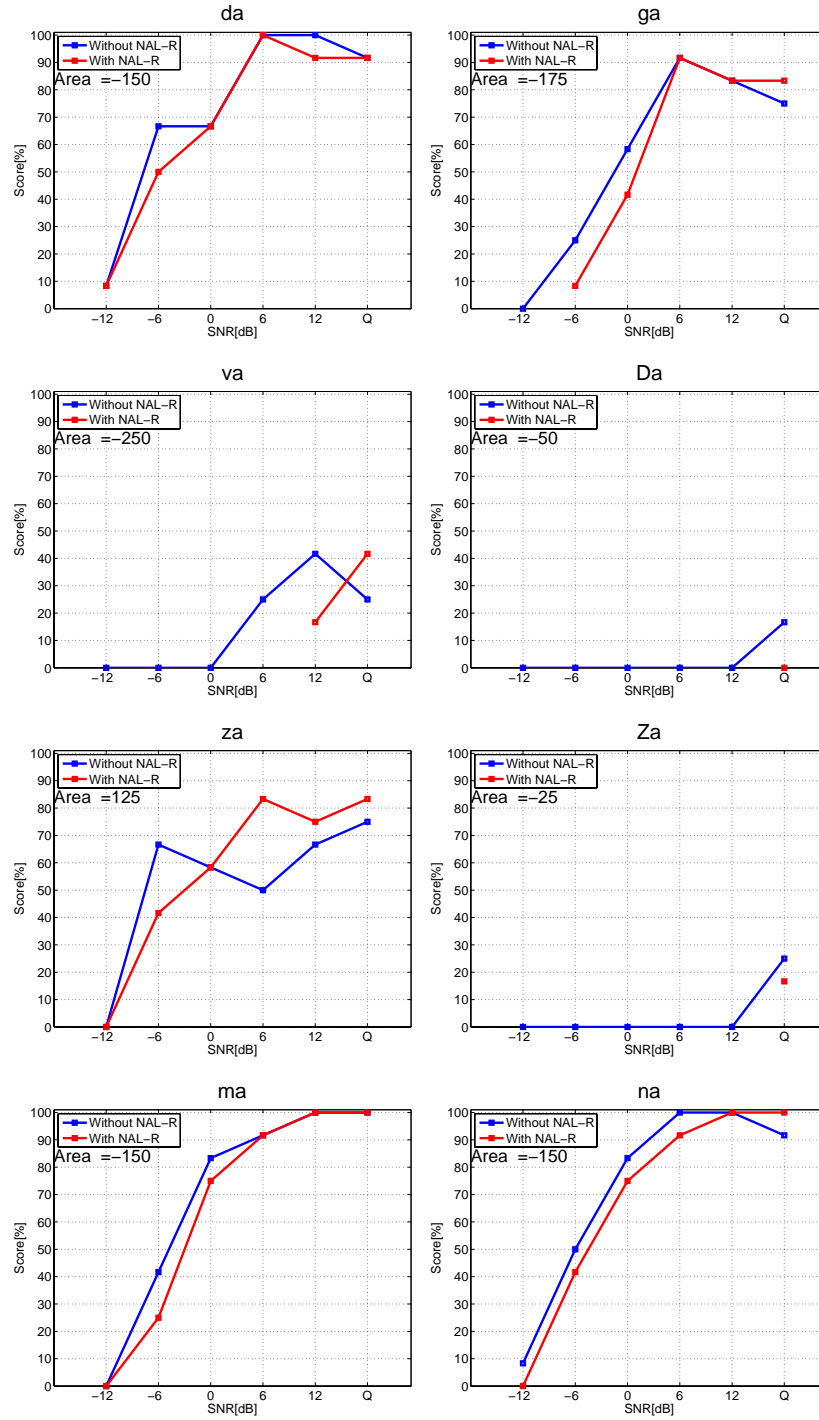 da
100
90
80
70
60
50
40
30
20
10
0
Score[%]
Without NAL-R
With NAL-R
Area =-150
-12 -6 0 6 12 Q
SNR[dB]
ga
100
90
80
70
60
50
40
30
20
10
0
Score[%]
Without NAL-R
With NAL-R
Area =-175
-12 -6 0 6 12 Q
SNR[dB]
va
100
90
80
70
60
50
40
30
20
10
0
Score[%]
Without NAL-R
With NAL-R
Area =-250
-12 -6 0 6 12 Q
SNR[dB]
Da
100
90
80
70
60
50
40
30
20
10
0
Score[%]
Without NAL-R
With NAL-R
Area =-50
-12 -6 0 6 12 Q
SNR[dB]
za
100
90
80
70
60
50
40
30
20
10
0
Score[%]
Without NAL-R
With NAL-R
Area =125
-12 -6 0 6 12 Q
SNR[dB]
Za
100
90
80
70
60
50
40
30
20
10
0
Score[%]
Without NAL-R
With NAL-R
Area =-25
-12 -6 0 6 12 Q
SNR[dB]
ma
100
90
80
70
60
50
40
30
20
10
0
Score[%]
Without NAL-R
With NAL-R
Area =-150
-12 -6 0 6 12 Q
SNR[dB]
na
100
90
80
70
60
50
40
30
20
10
0
Score[%]
Without NAL-R
With NAL-R
Area =-150
-12 -6 0 6 12 Q
SNR[dB]